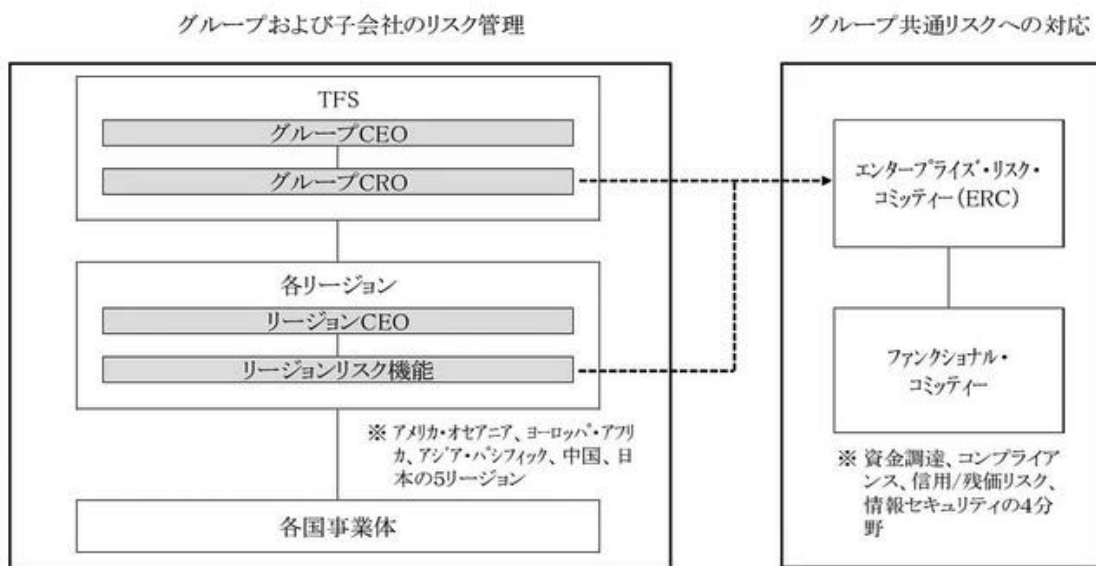 グループおよび子会社のリスク管理
グループ共通リスクへの対応
TFS
グループCEO
グループCRO
各リージョン
リージョンCEO
リージョンリスク機能
※ アメリカ・オセアニア、ヨーロッパ・アフリ
カ、アジア・パシフィック、中国、日
本の5リージョン
各国事業体
エンタープライズ・リスク・
コミッティー(ERC)
ファンクショナル・
コミッティー
※ 資金調達、コンプライア
ンス、信用/残価リスク、
情報セキュリティの4分
野